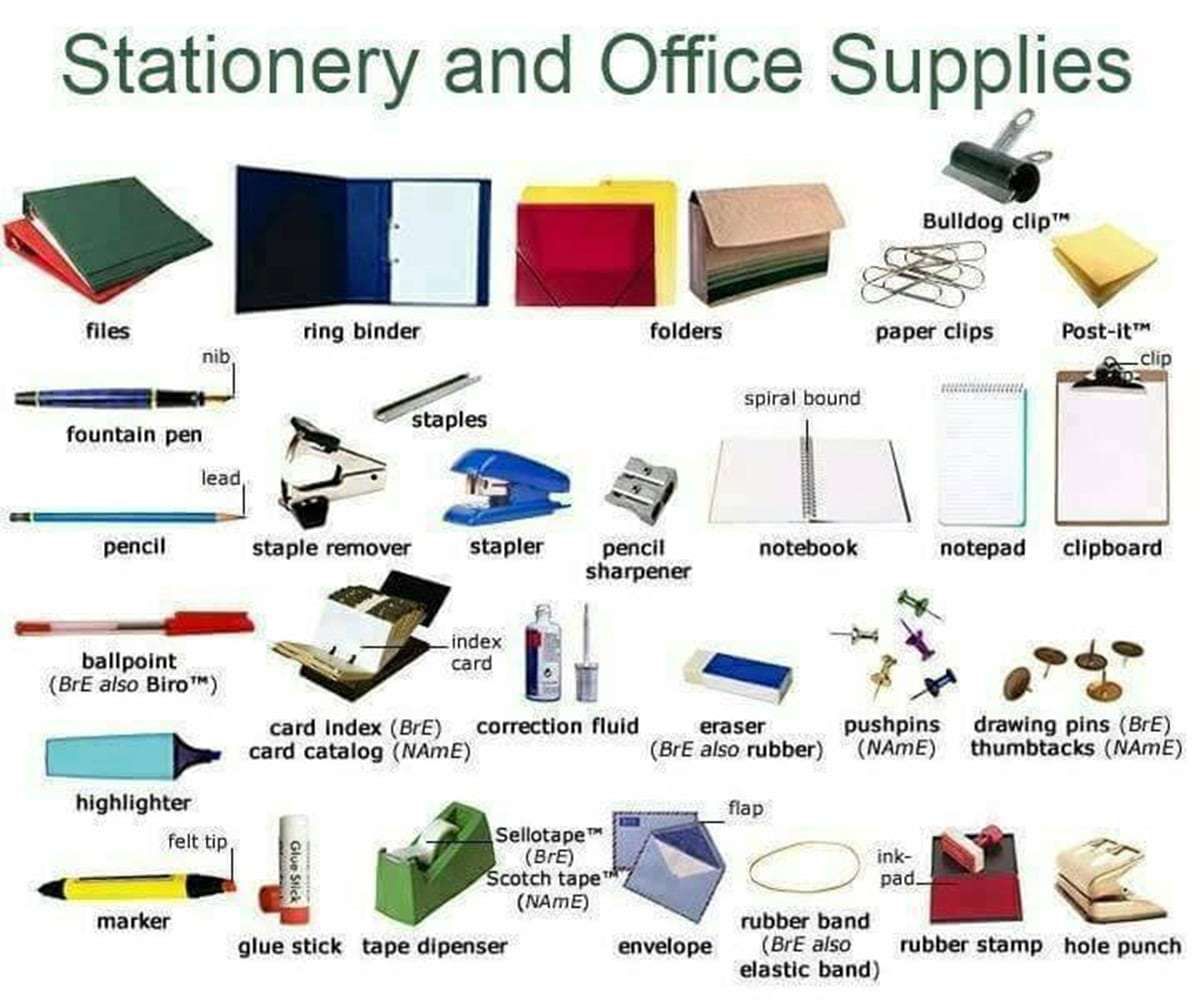 Stationery and Office Supplies
Bulldog clip™
files
ring binder
folders
paper clips
Post-it™
nib
fountain pen
staples
spiral bound
clip
lead
pencil
staple remover
stapler
pencil
sharpener
notebook
notepad
clipboard
ballpoint
(BrE also Biro™)
index
card
card index (BrE)
card catalog (NAmE)
correction fluid
eraser
(BrE also rubber)
pushpins
(NAmE)
drawing pins (BrE)
thumbtacks (NAmE)
highlighter
felt tip
marker
Glue Stick
glue stick
Sellotape™
(BrE)
Scotch tape™
(NAmE)
tape dipenser
flap
envelope
rubber band
(BrE also
elastic band)
ink-
pad
rubber stamp
hole punch